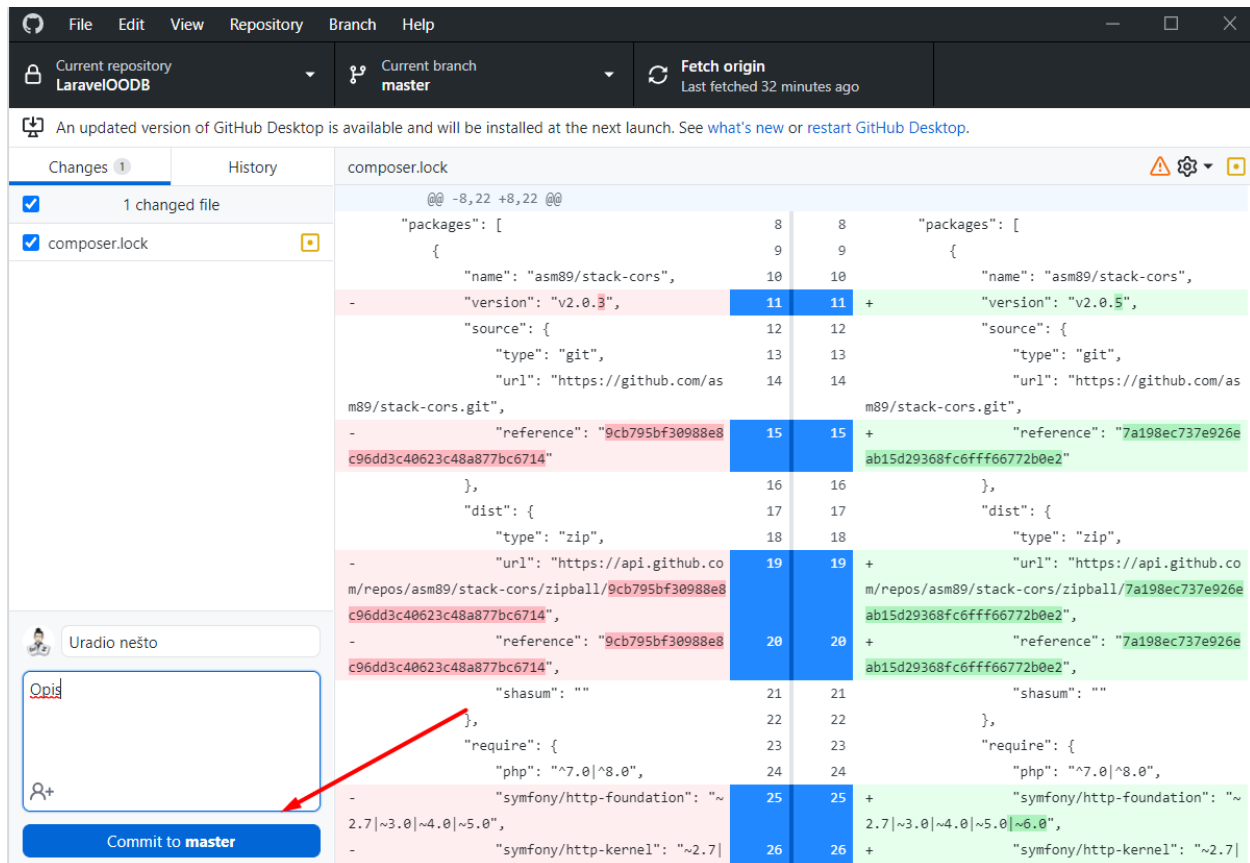 File Edit View Repository Branch Help
Current repository
LaravelOODB
Current branch
master
Fetch origin
Last fetched 32 minutes ago
An updated version of GitHub Desktop is available and will be installed at the next launch. See what's new or restart GitHub Desktop.
Changes 1
History
1 changed file
composer.lock
composer.lock
@@ -8,22 +8,22 @@
"packages": [ 8 8 "packages": [
{ 9 9 {
"name": "asm89/stack-cors", 10 10 "name": "asm89/stack-cors",
- "version": "v2.0.3", 11 11 + "version": "v2.0.5",
"source": { 12 12 "source": {
"type": "git", 13 13 "type": "git",
"url": "https://github.com/as 14 14 "url": "https://github.com/as
m89/stack-cors.git", m89/stack-cors.git",
- "reference": "9cb795bf30988e8 15 15 + "reference": "7a198ec737e926e
c96dd3c40623c48a877bc6714" ab15d29368fc6fff66772b0e2"
}, 16 16 },
"dist": { 17 17 "dist": {
"type": "zip", 18 18 "type": "zip",
- "url": "https://api.github.co 19 19 + "url": "https://api.github.co
m/repos/asm89/stack-cors/zipball/9cb795bf30988e8 m/repos/asm89/stack-cors/zipball/7a198ec737e926e
c96dd3c40623c48a877bc6714", ab15d29368fc6fff66772b0e2",
- "reference": "9cb795bf30988e8 20 20 + "reference": "7a198ec737e926e
c96dd3c40623c48a877bc6714", ab15d29368fc6fff66772b0e2",
"shasum": "" 21 21 "shasum": ""
}, 22 22 },
"require": { 23 23 "require": {
"php": "^7.0|^8.0", 24 24 "php": "^7.0|^8.0",
- "symfony/http-foundation": "~ 25 25 + "symfony/http-foundation": "~
2.7|~3.0|~4.0|~5.0", 2.7|~3.0|~4.0|~5.0|~6.0",
- "symfony/http-kernel": "~2.7| 26 26 + "symfony/http-kernel": "~2.7|
Uradio nešto
Opis
Commit to master